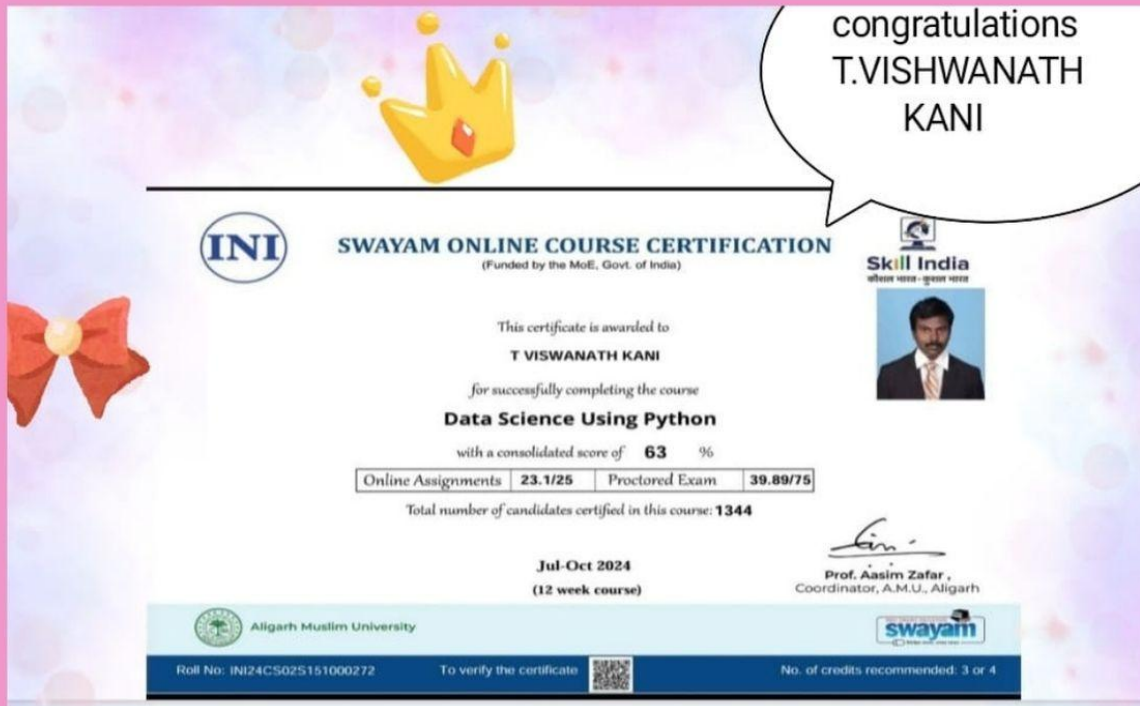 congratulations
T.VISHWANATH
KANI
INI
SWAYAM ONLINE COURSE CERTIFICATION
(Funded by the MoE, Govt. of India)
Skill India
कौशल भारत-कुशल भारत
This certificate is awarded to
T VISWANATH KANI
for successfully completing the course
Data Science Using Python
with a consolidated score of 63 %
Online Assignments 23.1/25 Proctored Exam 39.89/75
Total number of candidates certified in this course: 1344
Jul-Oct 2024
(12 week course)
Prof. Aasim Zafar,
Coordinator, A.M.U., Aligarh
Aligarh Muslim University
swayam
Roll No: INI24CS02S151000272 To verify the certificate No. of credits recommended: 3 or 4